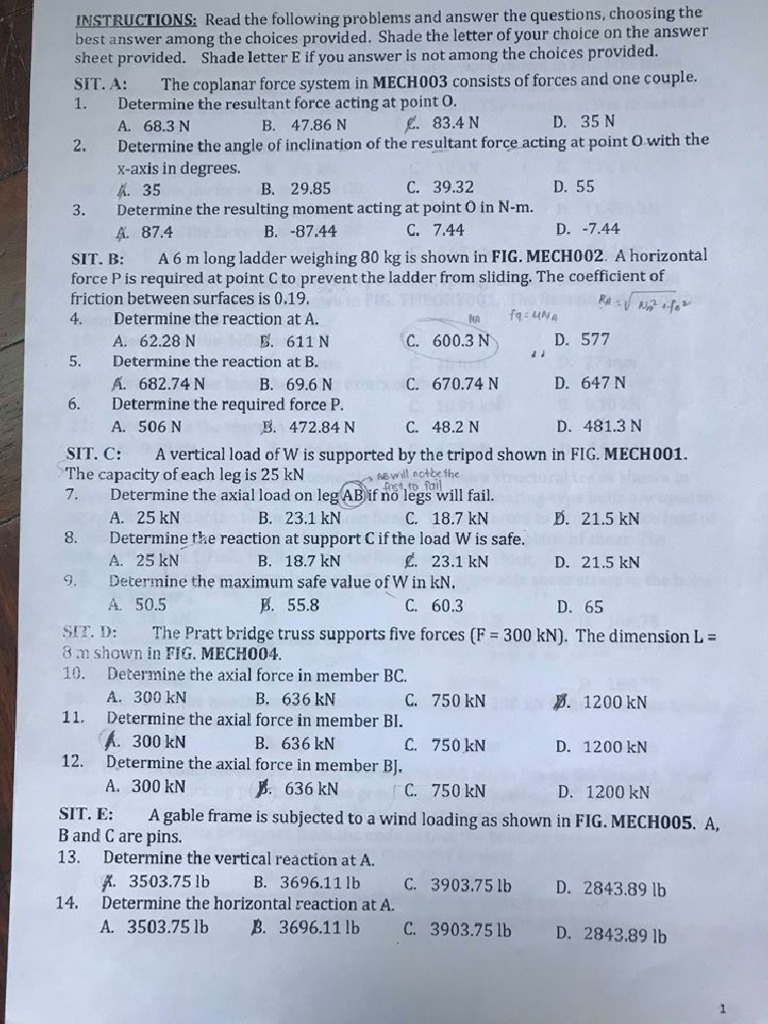 INSTRUCTIONS: Read the following problems and answer the questions, choosing the
best answer among the choices provided. Shade the letter of your choice on the answer
sheet provided. Shade letter E if you answer is not among the choices provided.
SIT. A: The coplanar force system in MECH003 consists of forces and one couple.
1. Determine the resultant force acting at point O.
A. 68.3 N B. 47.86 N C. 83.4 N D. 35 N
2. Determine the angle of inclination of the resultant force acting at point O with the
x-axis in degrees.
A. 35 B. 29.85 C. 39.32 D. 55
3. Determine the resulting moment acting at point O in N-m.
A. 87.4 B. -87.44 C. 7.44 D. -7.44
SIT. B: A 6 m long ladder weighing 80 kg is shown in FIG. MECH002. A horizontal
force P is required at point C to prevent the ladder from sliding. The coefficient of
friction between surfaces is 0.19.
4. Determine the reaction at A. fa = uNA
A. 62.28 N B. 611 N C. 600.3 N D. 577
5. Determine the reaction at B.
A. 682.74 N B. 69.6 N C. 670.74 N D. 647 N
6. Determine the required force P.
A. 506 N B. 472.84 N C. 48.2 N D. 481.3 N
SIT. C: A vertical load of W is supported by the tripod shown in FIG. MECH001.
The capacity of each leg is 25 kN
AB will not be the
first to fail
7. Determine the axial load on leg AB if no legs will fail.
A. 25 kN B. 23.1 kN C. 18.7 kN D. 21.5 kN
8. Determine the reaction at support C if the load W is safe.
A. 25 kN B. 18.7 kN C. 23.1 kN D. 21.5 kN
9. Determine the maximum safe value of W in kN.
A. 50.5 B. 55.8 C. 60.3 D. 65
SIT. D: The Pratt bridge truss supports five forces (F = 300 kN). The dimension L =
8 m shown in FIG. MECH004.
10. Determine the axial force in member BC.
A. 300 kN B. 636 kN C. 750 kN D. 1200 kN
11. Determine the axial force in member BI.
A. 300 kN B. 636 kN C. 750 kN D. 1200 kN
12. Determine the axial force in member BJ.
A. 300 kN B. 636 kN C. 750 kN D. 1200 kN
SIT. E: A gable frame is subjected to a wind loading as shown in FIG. MECH005. A,
B and C are pins.
13. Determine the vertical reaction at A.
A. 3503.75 lb B. 3696.11 lb C. 3903.75 lb D. 2843.89 lb
14. Determine the horizontal reaction at A.
A. 3503.75 lb B. 3696.11 lb C. 3903.75 lb D. 2843.89 lb
1